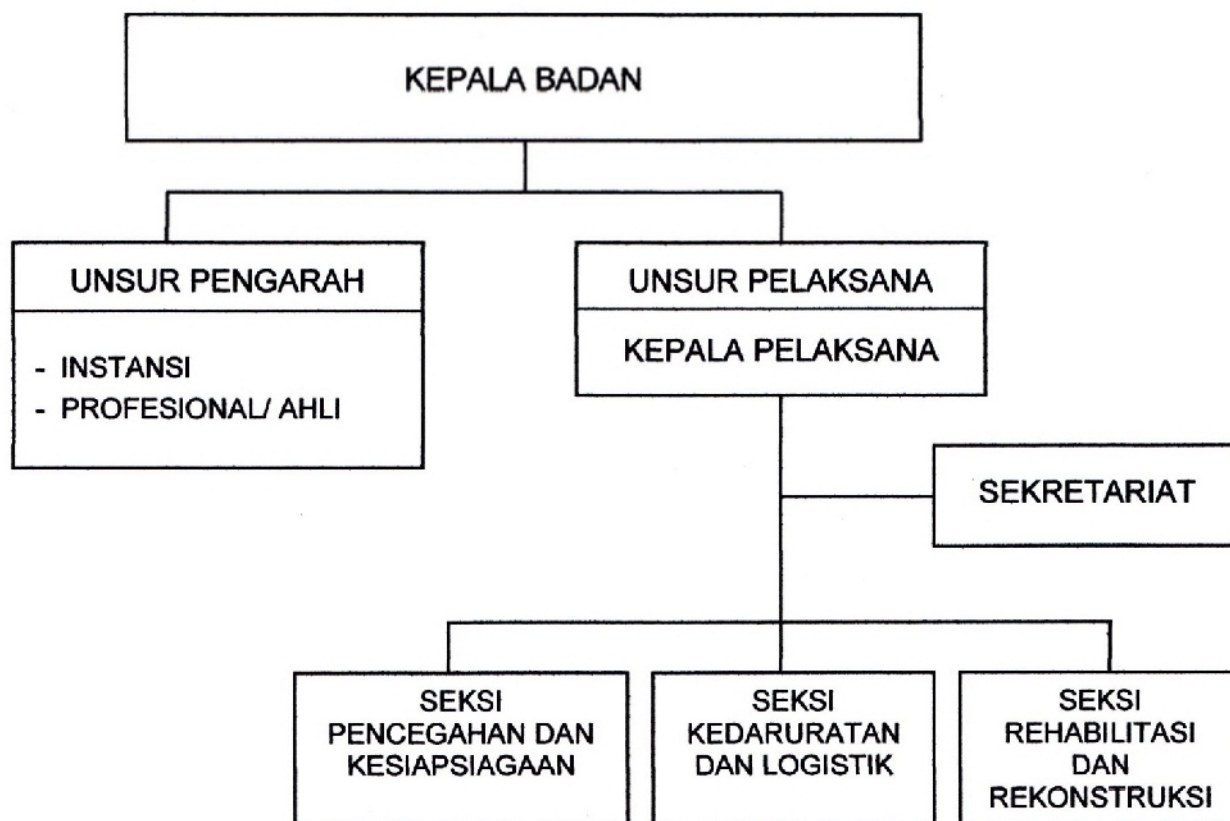 KEPALA BADAN
UNSUR PENGARAH
- INSTANSI
- PROFESIONAL/ AHLI
UNSUR PELAKSANA
KEPALA PELAKSANA
SEKRETARIAT
SEKSI
PENCEGAHAN DAN
KESIAPSIAGAAN
SEKSI
KEDARURATAN
DAN LOGISTIK
SEKSI
REHABILITASI
DAN
REKONSTRUKSI